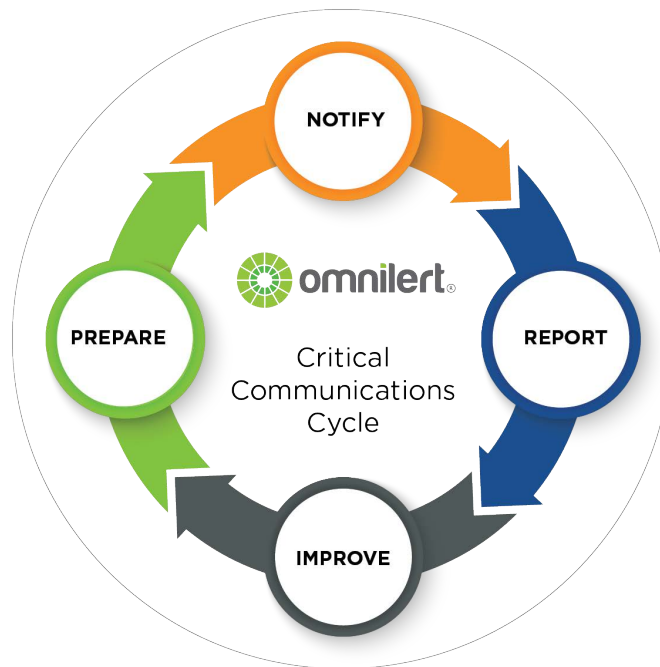 NOTIFY
omnilert®
PREPARE
REPORT
Critical
Communications
Cycle
IMPROVE